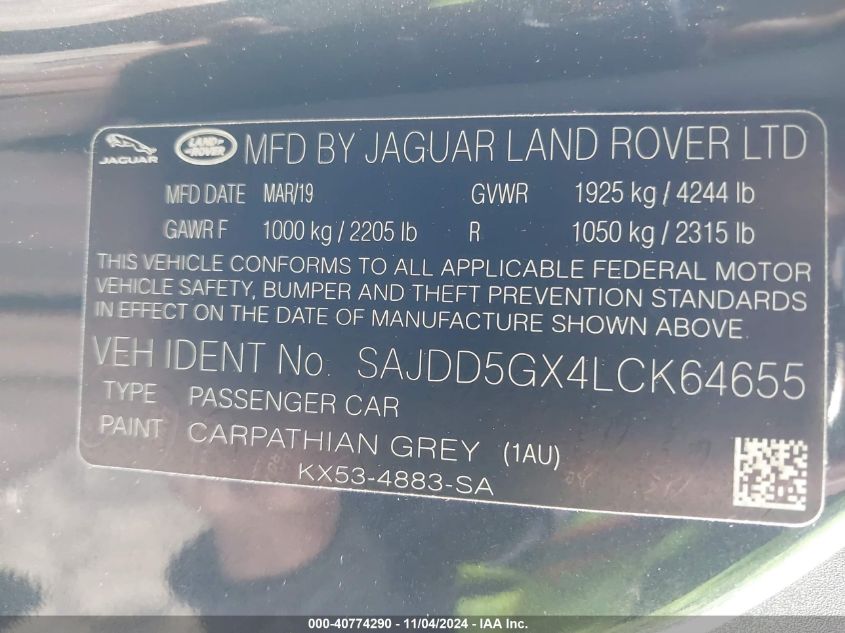 JAGUAR LAND ROVER MFD BY JAGUAR LAND ROVER LTD
MFD DATE MAR/19 GVWR 1925 kg / 4244 lb
GAWR F 1000 kg / 2205 lb R 1050 kg / 2315 lb
THIS VEHICLE CONFORMS TO ALL APPLICABLE FEDERAL MOTOR
VEHICLE SAFETY, BUMPER AND THEFT PREVENTION STANDARDS
IN EFFECT ON THE DATE OF MANUFACTURE SHOWN ABOVE.
VEH IDENT No. SAJDD5GX4LCK64655
TYPE PASSENGER CAR
PAINT CARPATHIAN GREY (1AU)
KX53-4883-SA
000-40774290 - 11/04/2024 - IAA Inc.